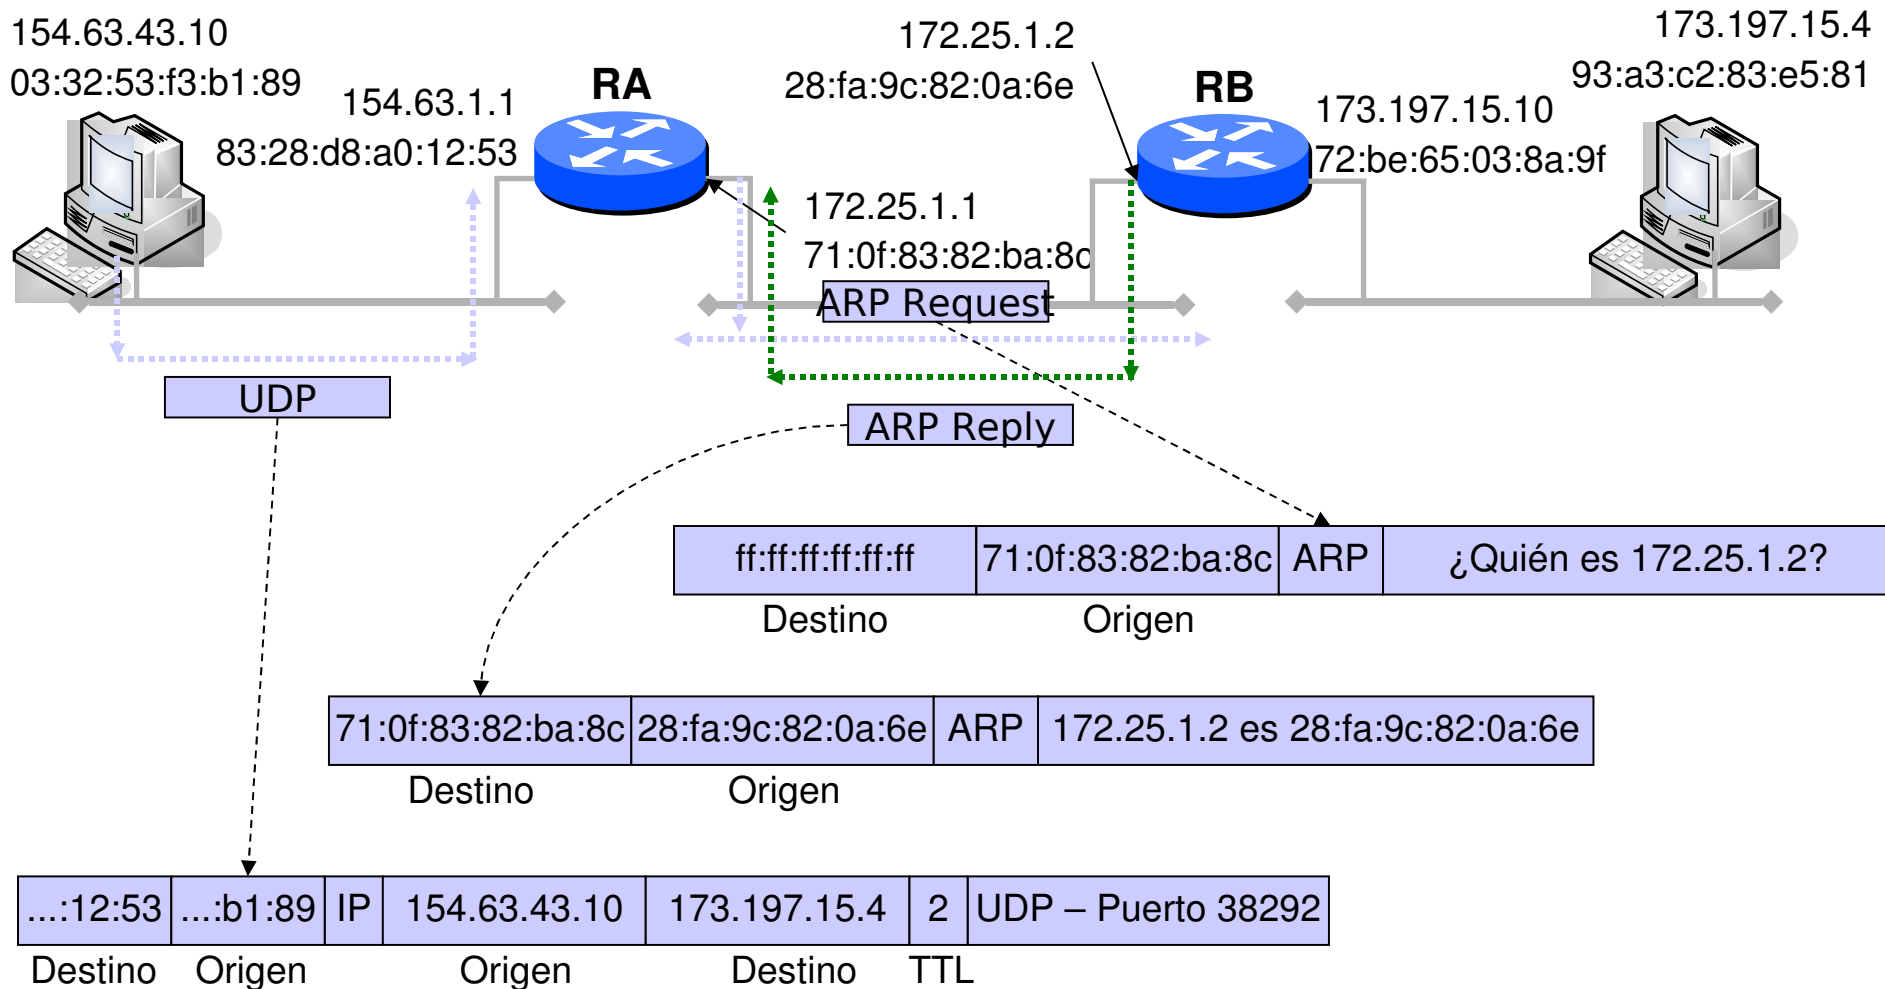 154.63.43.10
03:32:53:f3:b1:89
154.63.1.1
83:28:d8:a0:12:53
RA
172.25.1.2
28:fa:9c:82:0a:6e
RB
173.197.15.4
93:a3:c2:83:e5:81
173.197.15.10
72:be:65:03:8a:9f
172.25.1.1
71:0f:83:82:ba:8c
ARP Request
UDP
ARP Reply
ff:ff:ff:ff:ff:ff 71:0f:83:82:ba:8c ARP ¿Quién es 172.25.1.2?
Destino Origen
71:0f:83:82:ba:8c 28:fa:9c:82:0a:6e ARP 172.25.1.2 es 28:fa:9c:82:0a:6e
Destino Origen
...:12:53 ...:b1:89 IP 154.63.43.10 173.197.15.4 2 UDP – Puerto 38292
Destino Origen Origen Destino TTL